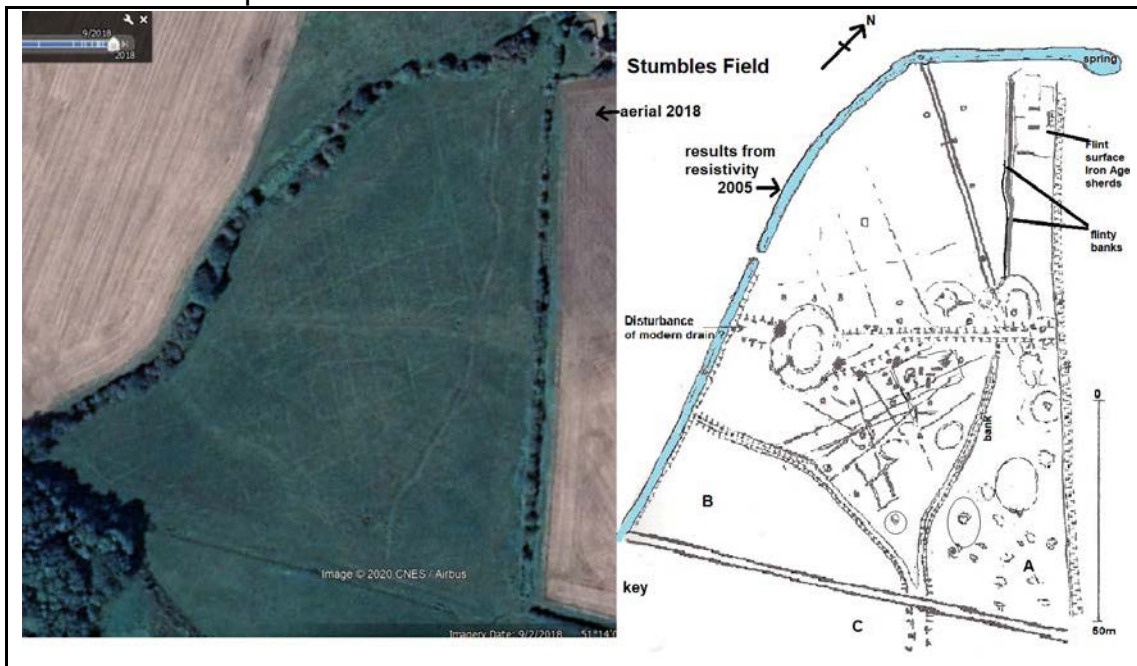 9/2018
2018
Image © 2020 CNES / Airbus
Imagery Date: 9/2/2018
N
Stumbles Field
aerial 2018
results from
resistivity
2005
spring
Flint
surface
Iron Age
sherds
flinty
banks
Disturbance
of modern drain ?
bank
0
B
A
key
C
50m